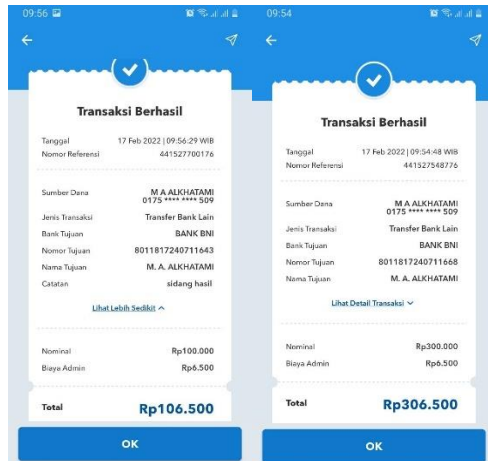 09:56
Transaksi Berhasil
Tanggal 17 Feb 2022 | 09:56:29 WIB
Nomor Referensi 441527700176
Sumber Dana M A ALKHATAMI
0175 **** **** 509
Jenis Transaksi Transfer Bank Lain
Bank Tujuan BANK BNI
Nomor Tujuan 8011817240711643
Nama Tujuan M. A. ALKHATAMI
Catatan sidang hasil
Lihat Lebih Sedikit
Nominal Rp100.000
Biaya Admin Rp6.500
Total Rp106.500
OK
09:54
Transaksi Berhasil
Tanggal 17 Feb 2022 | 09:54:48 WIB
Nomor Referensi 441527548776
Sumber Dana M A ALKHATAMI
0175 **** **** 509
Jenis Transaksi Transfer Bank Lain
Bank Tujuan BANK BNI
Nomor Tujuan 8011817240711668
Nama Tujuan M. A. ALKHATAMI
Lihat Detail Transaksi
Nominal Rp300.000
Biaya Admin Rp6.500
Total Rp306.500
OK